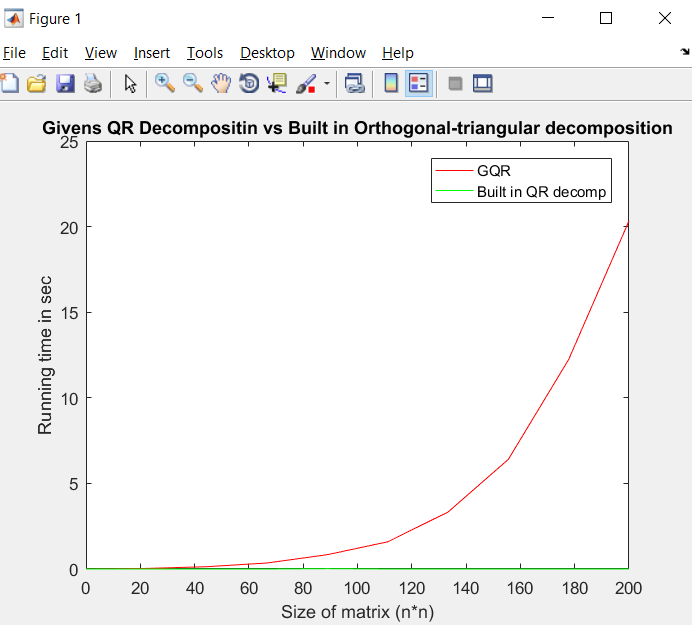 Figure 1
File Edit View Insert Tools Desktop Window Help
Givens QR Decompositin vs Built in Orthogonal-triangular decomposition
25
20
15
10
5
0
Running time in sec
GQR
Built in QR decomp
0 20 40 60 80 100 120 140 160 180 200
Size of matrix (n*n)